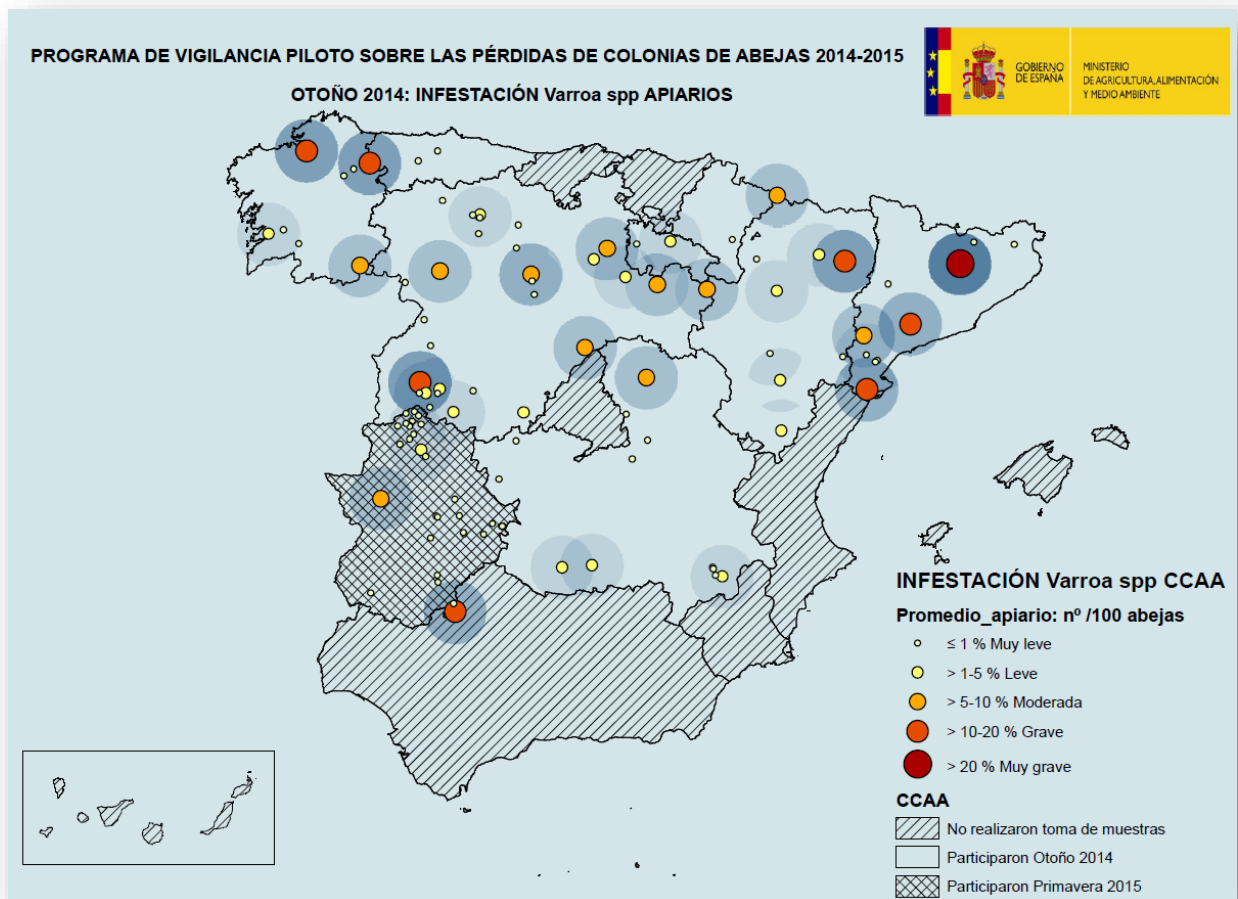 PROGRAMA DE VIGILANCIA PILOTO SOBRE LAS PÉRDIDAS DE COLONIAS DE ABEJAS 2014-2015
OTOÑO 2014: INFESTACIÓN Varroa spp APIARIOS
GOBIERNO
DE ESPAÑA
MINISTERIO
DE AGRICULTURA, ALIMENTACIÓN
Y MEDIO AMBIENTE
INFESTACIÓN Varroa spp CCAA
Promedio_apiario: nº /100 abejas
≤ 1 % Muy leve
> 1-5 % Leve
> 5-10 % Moderada
> 10-20 % Grave
> 20 % Muy grave
CCAA
No realizaron toma de muestras
Participaron Otoño 2014
Participaron Primavera 2015